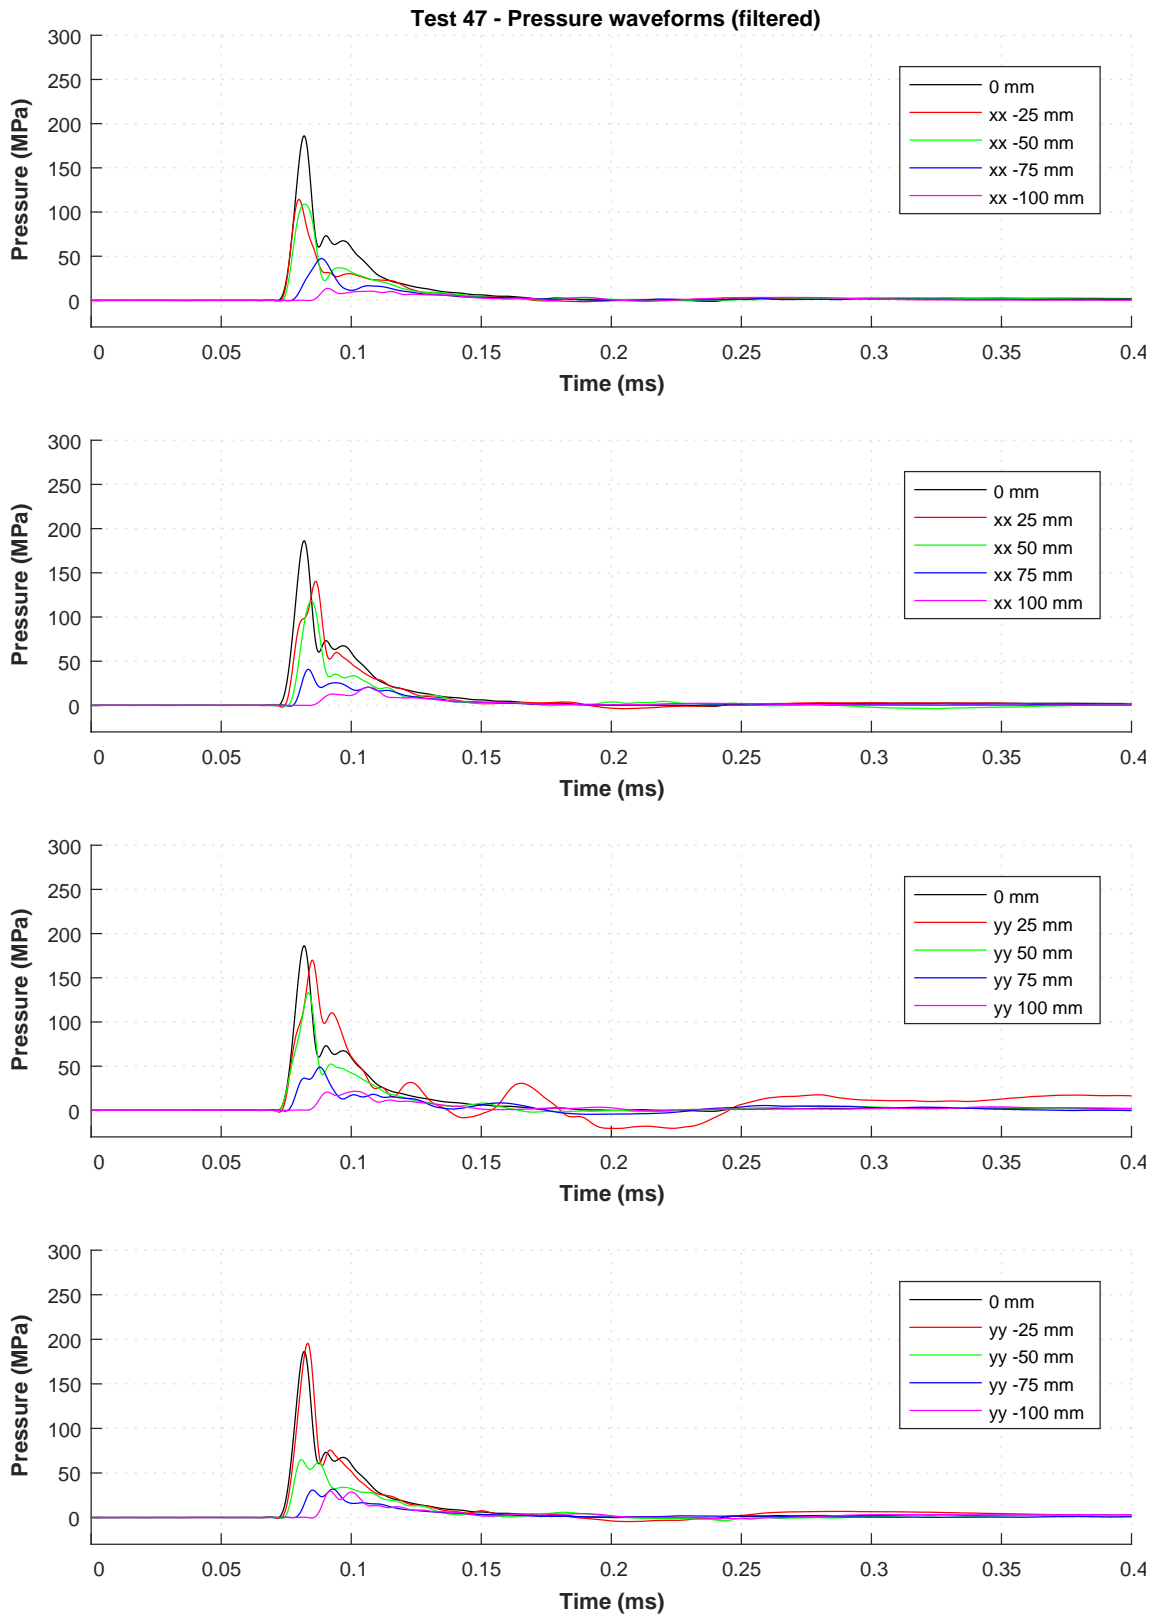 Test 47 - Pressure waveforms (filtered)
300
250
200
150
100
50
0
Pressure (MPa)
0 mm
xx -25 mm
xx -50 mm
xx -75 mm
xx -100 mm
0 0.05 0.1 0.15 0.2 0.25 0.3 0.35 0.4
Time (ms)
300
250
200
150
100
50
0
Pressure (MPa)
0 mm
xx 25 mm
xx 50 mm
xx 75 mm
xx 100 mm
0 0.05 0.1 0.15 0.2 0.25 0.3 0.35 0.4
Time (ms)
300
250
200
150
100
50
0
Pressure (MPa)
0 mm
yy 25 mm
yy 50 mm
yy 75 mm
yy 100 mm
0 0.05 0.1 0.15 0.2 0.25 0.3 0.35 0.4
Time (ms)
300
250
200
150
100
50
0
Pressure (MPa)
0 mm
yy -25 mm
yy -50 mm
yy -75 mm
yy -100 mm
0 0.05 0.1 0.15 0.2 0.25 0.3 0.35 0.4
Time (ms)